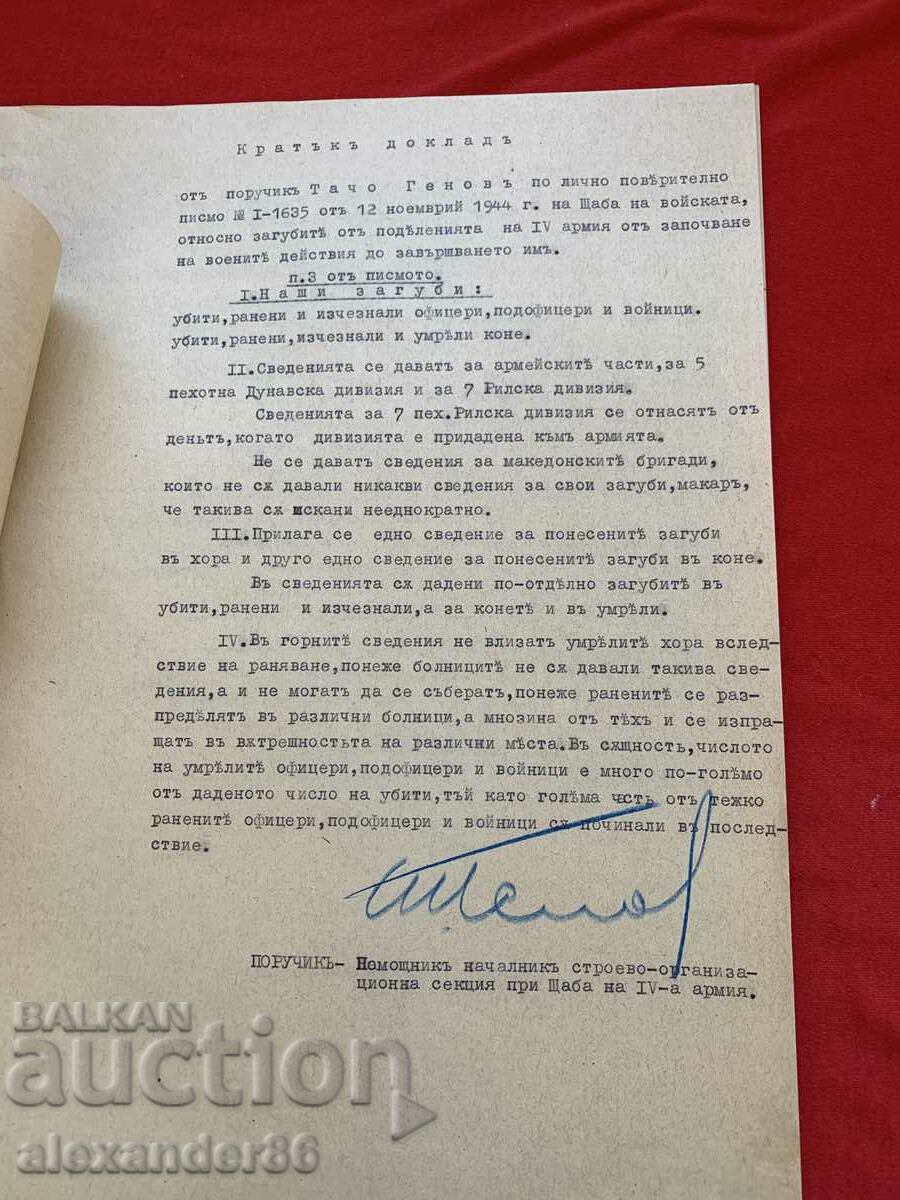 Кратъкъ докладъ
отъ поручикъ Тачо Геновъ по лично повѣрително
писмо № I-1635 отъ 12 ноемврий 1944 г. на Щаба на войската,
относно загубитѣ отъ подѣленията на IV армия отъ започване
на воените действия до завършването имъ.
п.3 отъ писмото.
I.Наши загуби:
убити,ранени и изчезнали офицери,подофицери и войници.
убити,ранени,изчезнали и умрѣли коне.
II.Сведенията се даватъ за армейскитѣ части,за 5
пехотна Дунавска дивизия и за 7 Рилска дивизия.
Сведенията за 7 пех.Рилска дивизия се отнасятъ отъ
деньтъ,когато дивизията е придадена къмъ армията.
Не се даватъ сведения за македонскитѣ бригади,
които не сѫ давали никакви сведения за свои загуби,макаръ,
че такива сѫ искани нееднократно.
III.Прилага се едно сведение за понесенитѣ загуби
въ хора и друго едно сведение за понесенитѣ загуби въ коне.
Въ сведенията сѫ дадени по-отдѣлно загубитѣ въ
убити,ранени и изчезнали,а за конетѣ и въ умрѣли.
IV.Въ горнитѣ сведения не влизатъ умрѣлитѣ хора вслед-
ствие на раняване,понеже болницитѣ не сѫ давали такива све-
дения,а и не могатъ да се събератъ,понеже раненитѣ се раз-
предѣлятъ въ различни болници,а мнозина отъ тѣхъ и се изпра-
щатъ въ вѫтрешностьта на различни мѣста.Въ сѫщность,числото
на умрѣлитѣ офицери,подофицери и войници е много по-голѣмо
отъ даденото число на убити,тъй като голѣма часть отъ тежко
раненитѣ офицери,подофицери и войници сѫ починали въ послед-
ствие.
ПОРУЧИКЪ- Помощникъ началникъ строево-организа-
ционна секция при Щаба на IV-а армия.
BALKAN
auction
alexander86